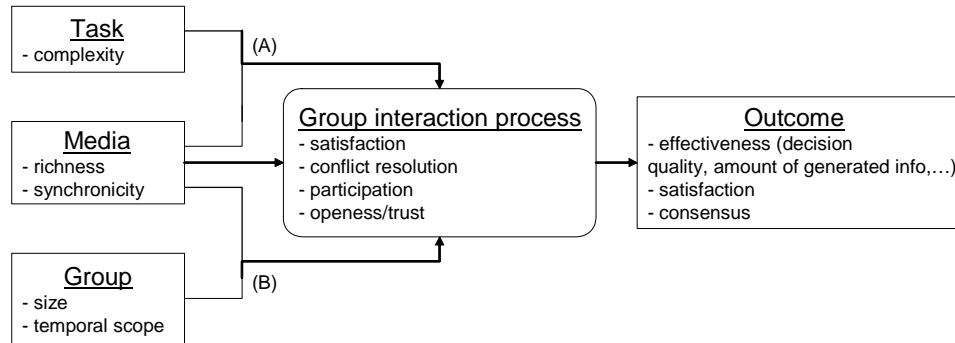 Task
- complexity
(A)
Media
- richness
- synchronicity
Group interaction process
- satisfaction
- conflict resolution
- participation
- openess/trust
Outcome
- effectiveness (decision
quality, amount of generated info,…)
- satisfaction
- consensus
Group
- size
- temporal scope
(B)